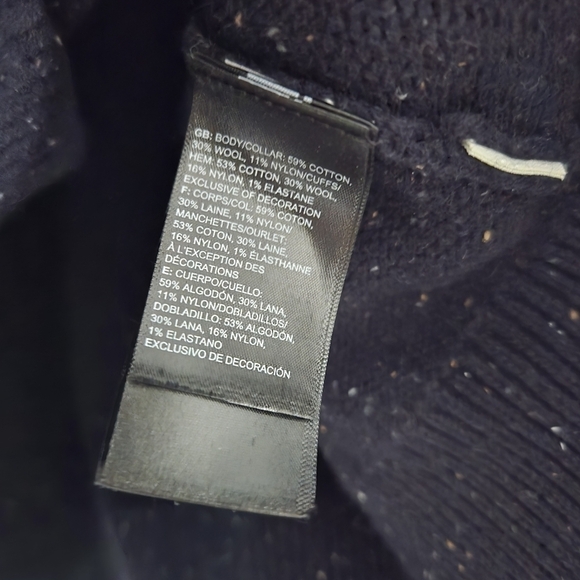 GB: BODY/COLLAR: 59% COTTON,
30% WOOL, 11% NYLON/CUFFS/
HEM: 53% COTTON, 30% WOOL,
16% NYLON, 1% ELASTANE
EXCLUSIVE OF DECORATION
F: CORPS/COL: 59% COTON,
30% LAINE, 11% NYLON/
MANCHETTES/OURLET:
53% COTON, 30% LAINE,
16% NYLON, 1% ÉLASTHANNE
À L'EXCEPTION DES
DÉCORATIONS
E: CUERPO/CUELLO:
59% ALGODÓN, 30% LANA,
11% NYLON/DOBLADILLOS/
DOBLADILLO: 53% ALGODÓN,
30% LANA, 16% NYLON,
1% ELASTANO
EXCLUSIVO DE DECORACIÓN